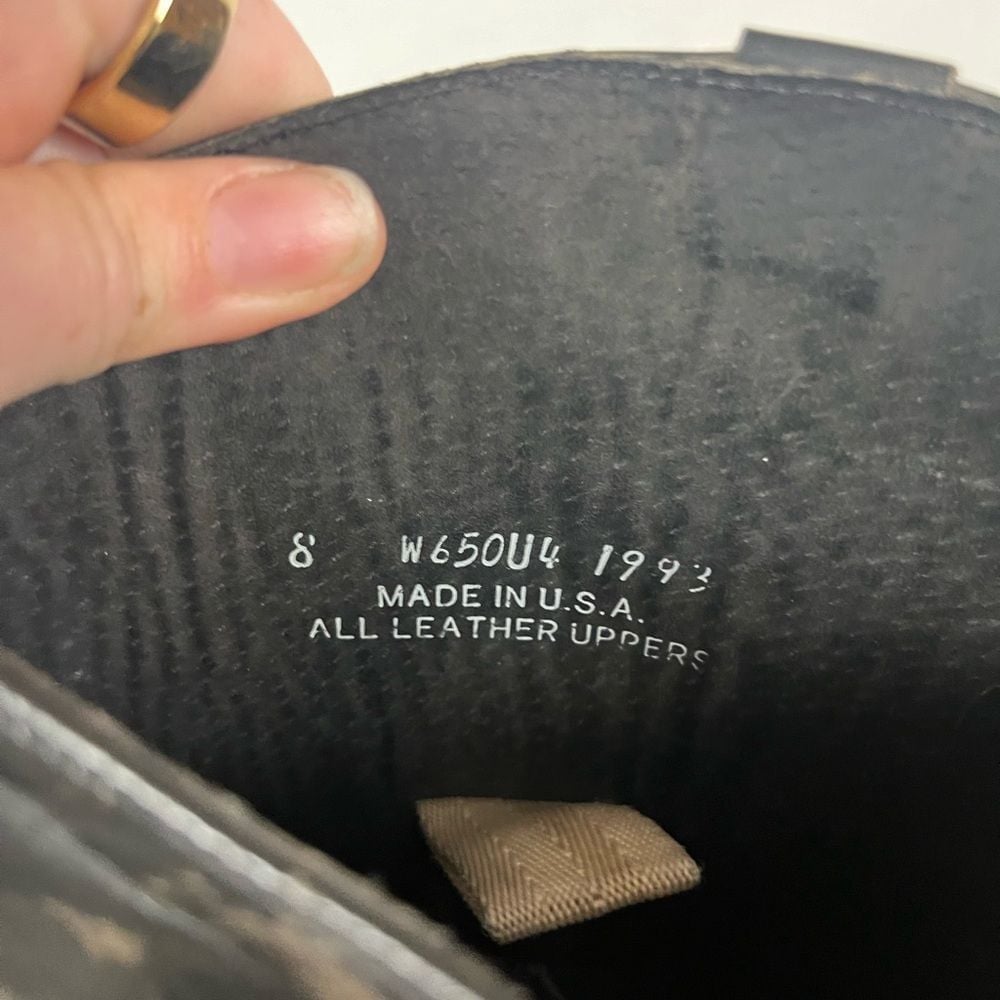 8 W650U4 1993
MADE IN U.S.A.
ALL LEATHER UPPERS